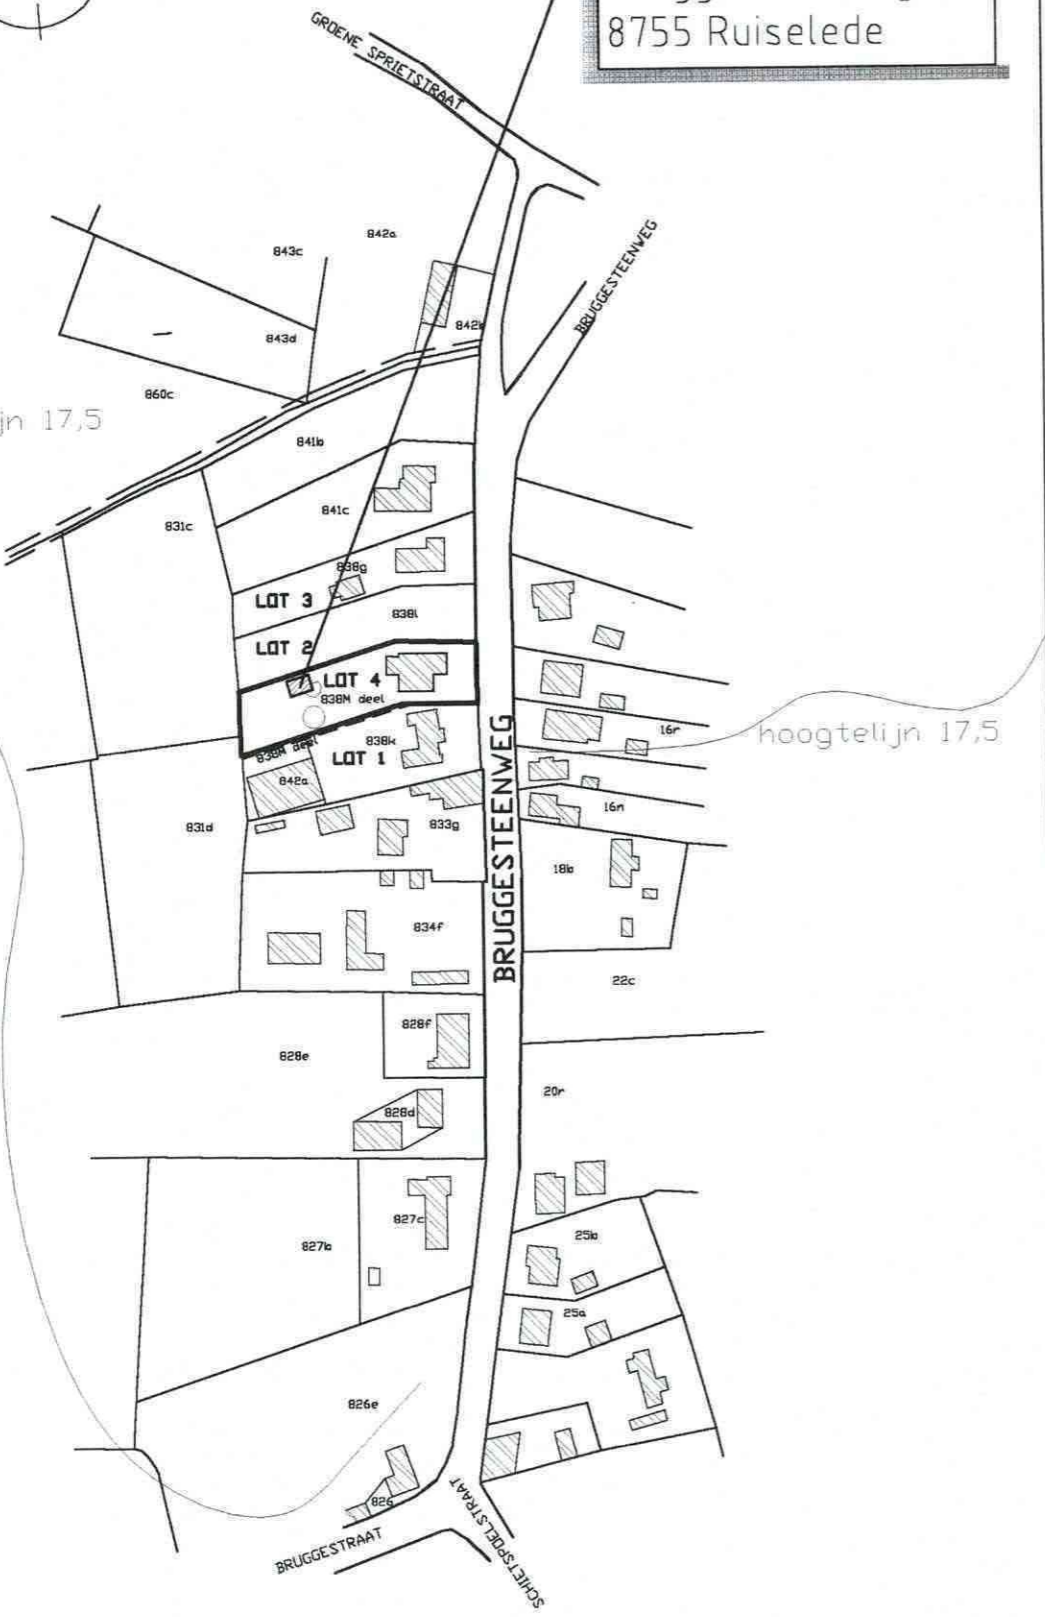 8755 Ruiselede
GROENE SPRIETSTRAAT
BRUGGESTEENWEG
842a
843c
843d
860c
jn 17,5
841b
831c
841c
838g
LOT 3
838l
LOT 2
LOT 4
838M deel
838M deel
838k
LOT 1
842a
hoogtelijn 17,5
16r
BRUGGESTEENWEG
831d
833g
16n
18b
834f
22c
828f
828e
828d
20r
827c
827b
25b
25a
826e
826
BRUGGESTRAAT
SCHIETSPOELSTRAAT